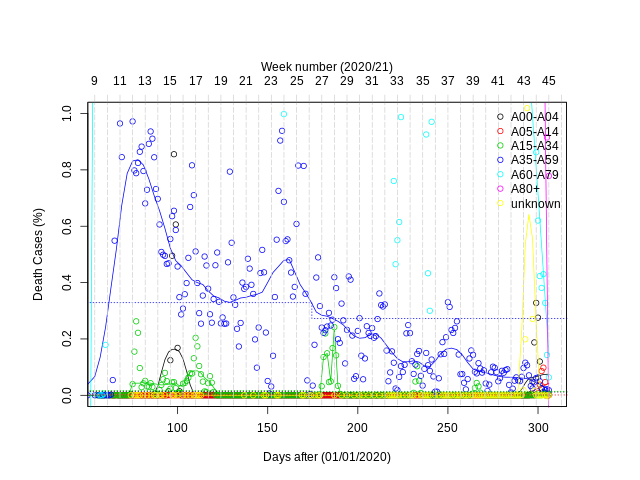 Week number (2020/21)
9 11 13 15 17 19 21 23 25 27 29 31 33 35 37 39 41 43 45
1.0
0.8
0.6
0.4
0.2
0.0
Death Cases (%)
A00-A04
A05-A14
A15-A34
A35-A59
A60-A79
A80+
unknown
100 150 200 250 300
Days after (01/01/2020)